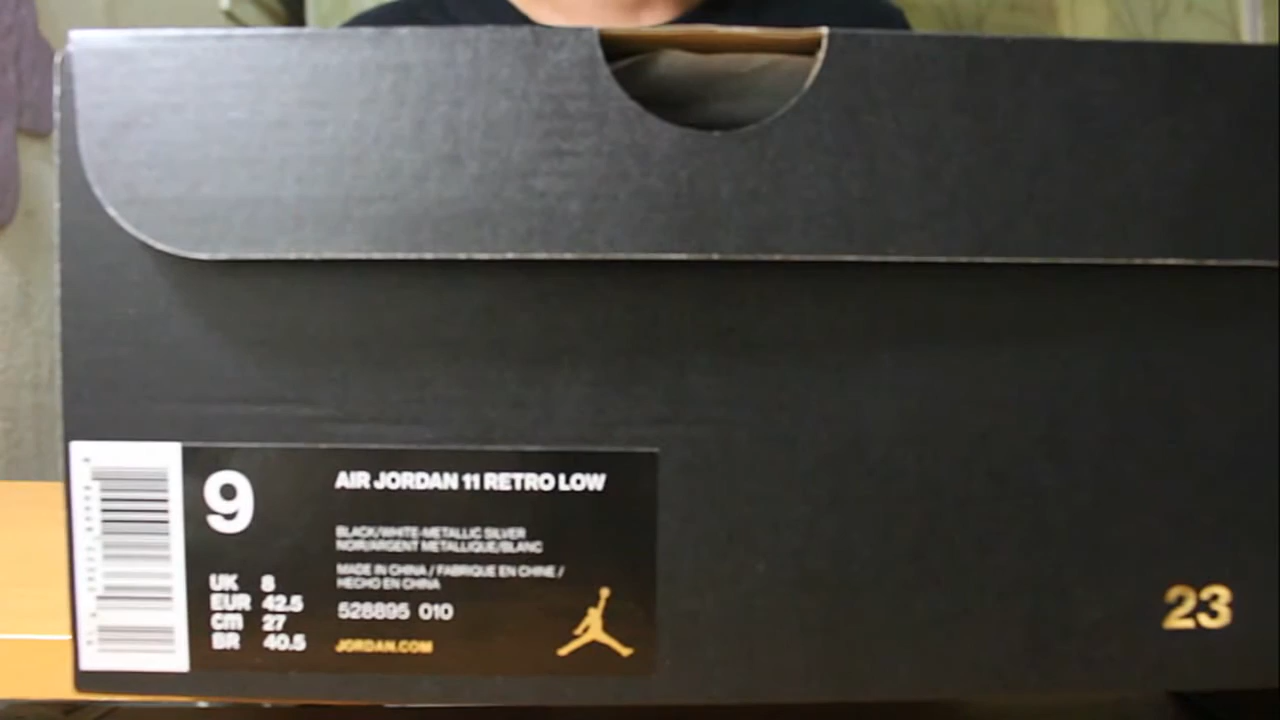 9
AIR JORDAN 11 RETRO LOW
BLACK/WHITE-METALLIC SILVER
NOIR/ARGENT METALLIQUE/BLANC
MADE IN CHINA / FABRIQUE EN CHINE /
HECHO EN CHINA
528895 010
JORDAN.COM
UK 8
EUR 42.5
cm 27
BR 40.5
23